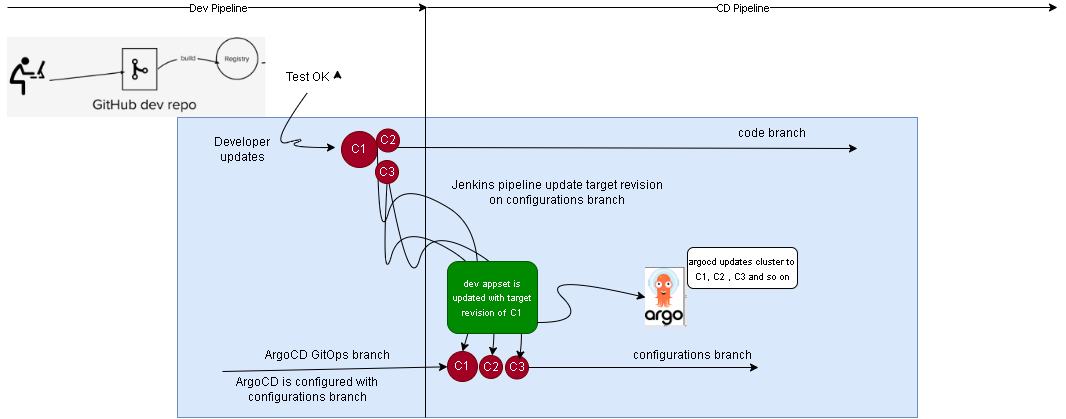 Dev Pipeline
CD Pipeline
build
Registry
GitHub dev repo
Test OK
Developer
updates
C1
C2
C3
code branch
Jenkins pipeline update target revision
on configurations branch
dev appset is
updated with target
revision of C1
argocd updates cluster to
C1, C2 , C3 and so on
argo
ArgoCD GitOps branch
ArgoCD is configured with
configurations branch
C1
C2
C3
configurations branch